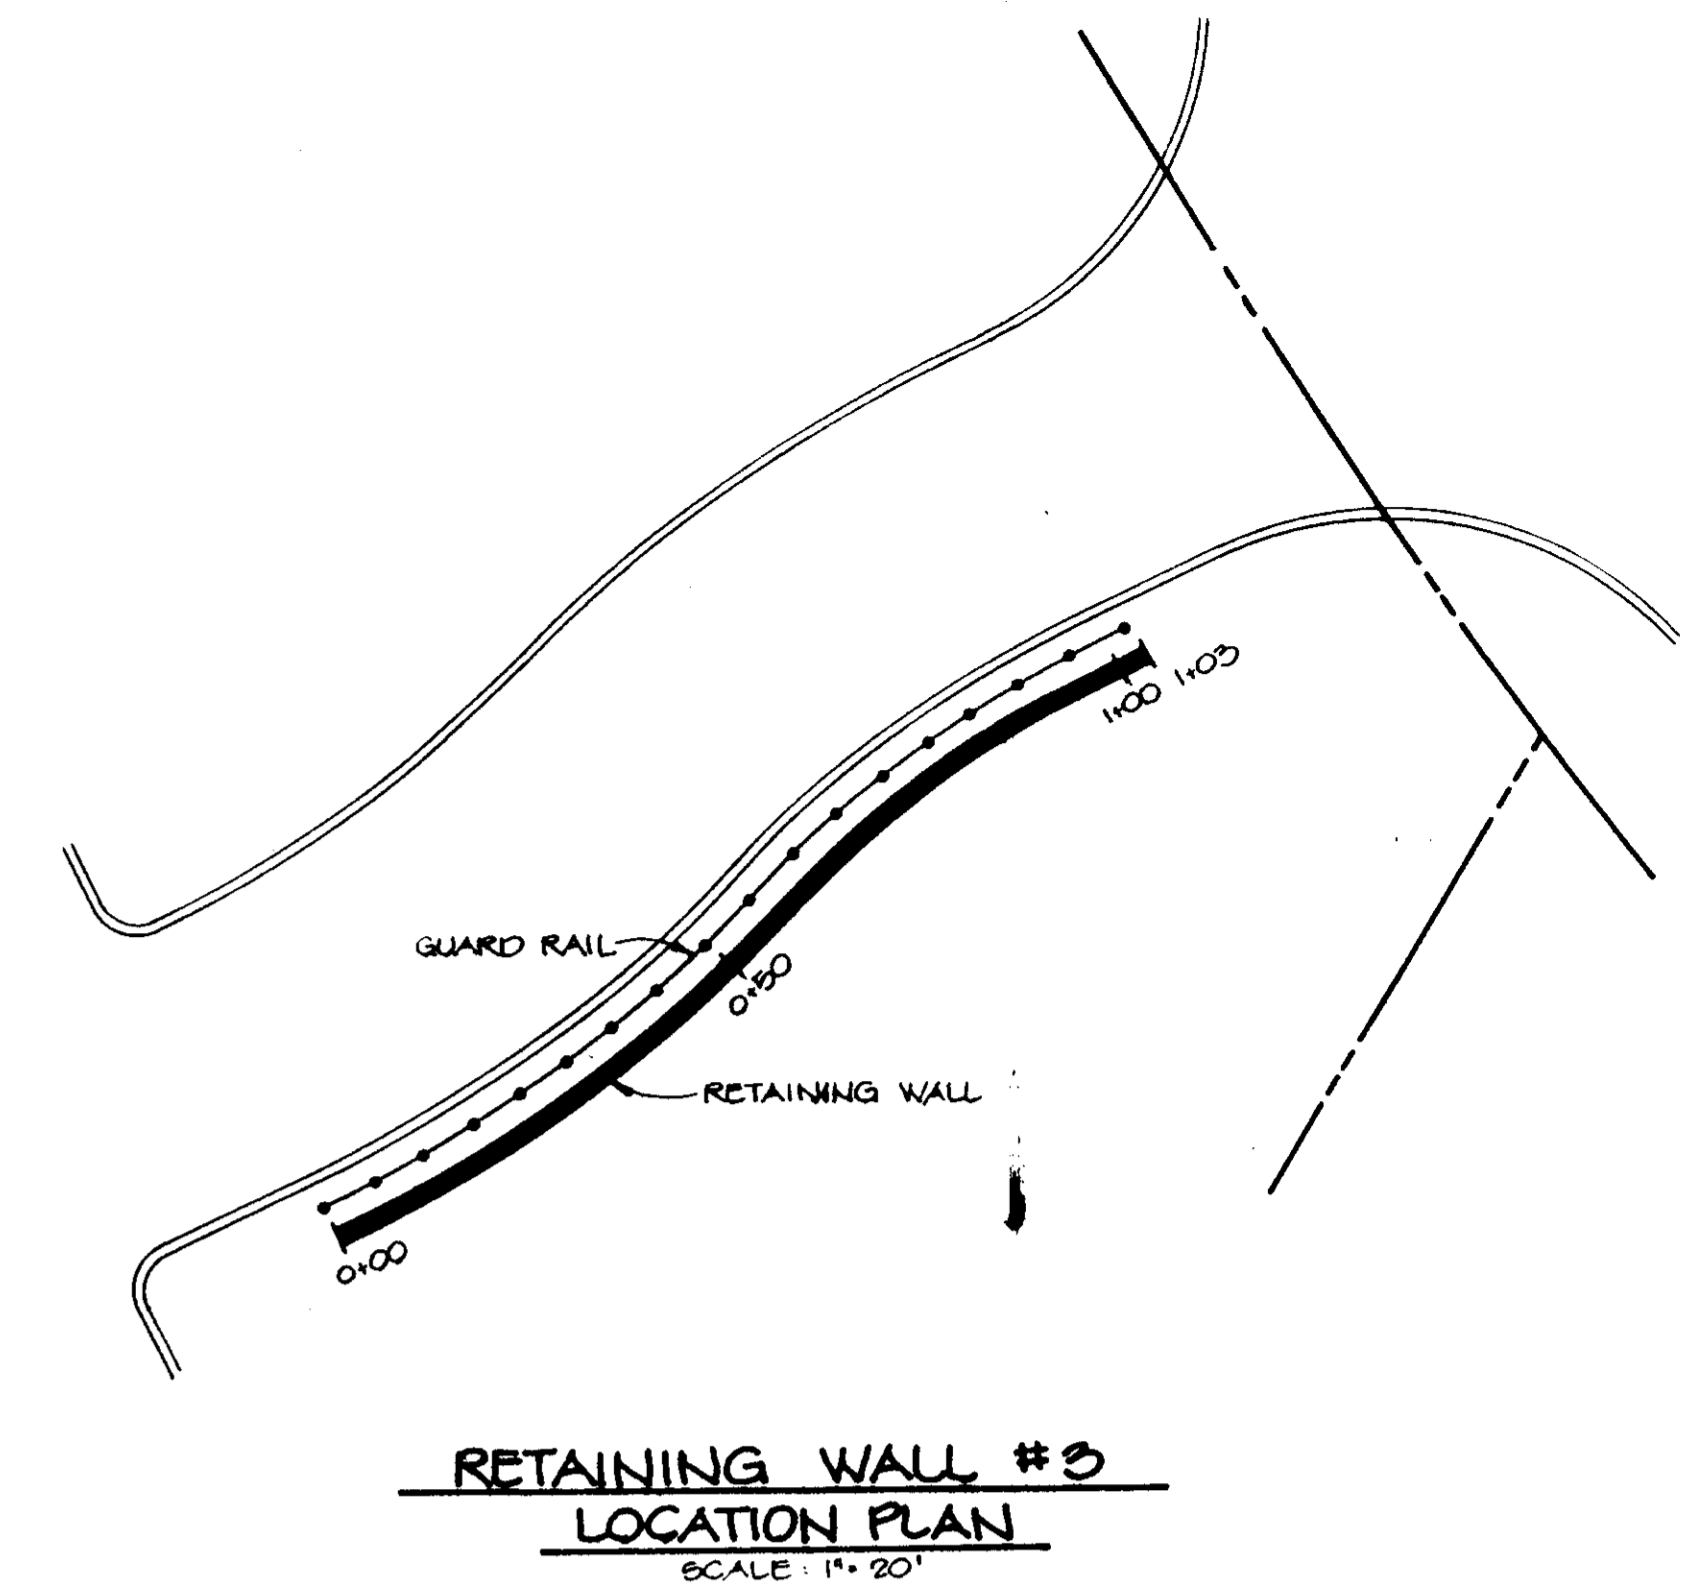 1+03
1+00
GUARD RAIL
0+50
RETAINING WALL
0+00
RETAINING WALL #3
LOCATION PLAN
SCALE: 1"= 20'